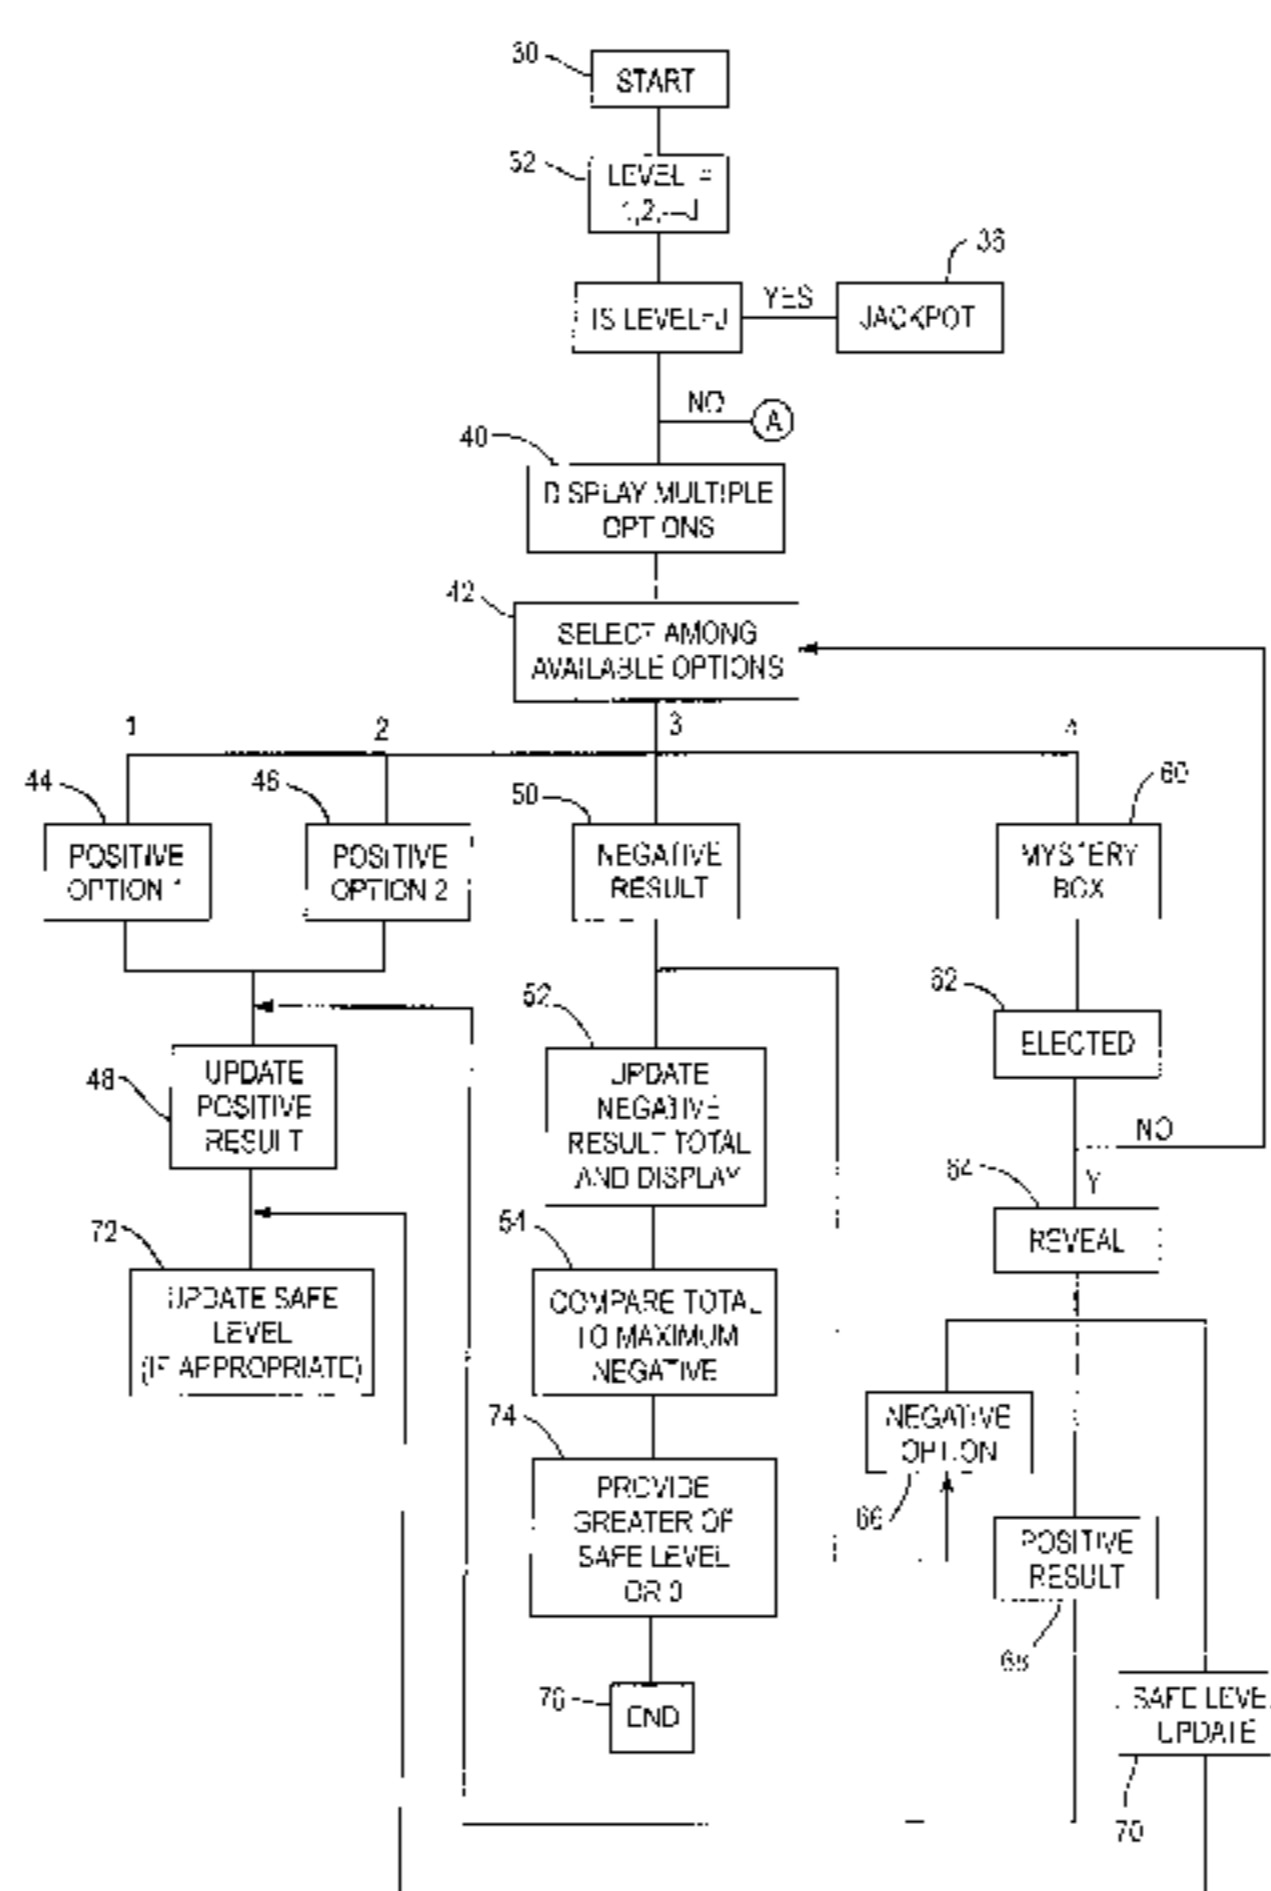 30
START
52
LEVEL =
1,2,---J
36
IS LEVEL=J
YES
JACKPOT
NO
A
40
DISPLAY MULTIPLE
OPTIONS
42
SELECT AMONG
AVAILABLE OPTIONS
1
2
3
4
44
46
50
60
POSITIVE
OPTION 1
POSITIVE
OPTION 2
NEGATIVE
RESULT
MYSTERY
BOX
62
ELECTED
52
48
UPDATE
POSITIVE
RESULT
UPDATE
NEGATIVE
RESULT TOTAL
AND DISPLAY
NO
64
Y
REVEAL
72
UPDATE SAFE
LEVEL
(IF APPROPRIATE)
54
COMPARE TOTAL
TO MAXIMUM
NEGATIVE
NEGATIVE
OPTION
66
74
PROVIDE
GREATER OF
SAFE LEVEL
OR 0
POSITIVE
RESULT
68
76
END
SAFE LEVE
UPDATE
70